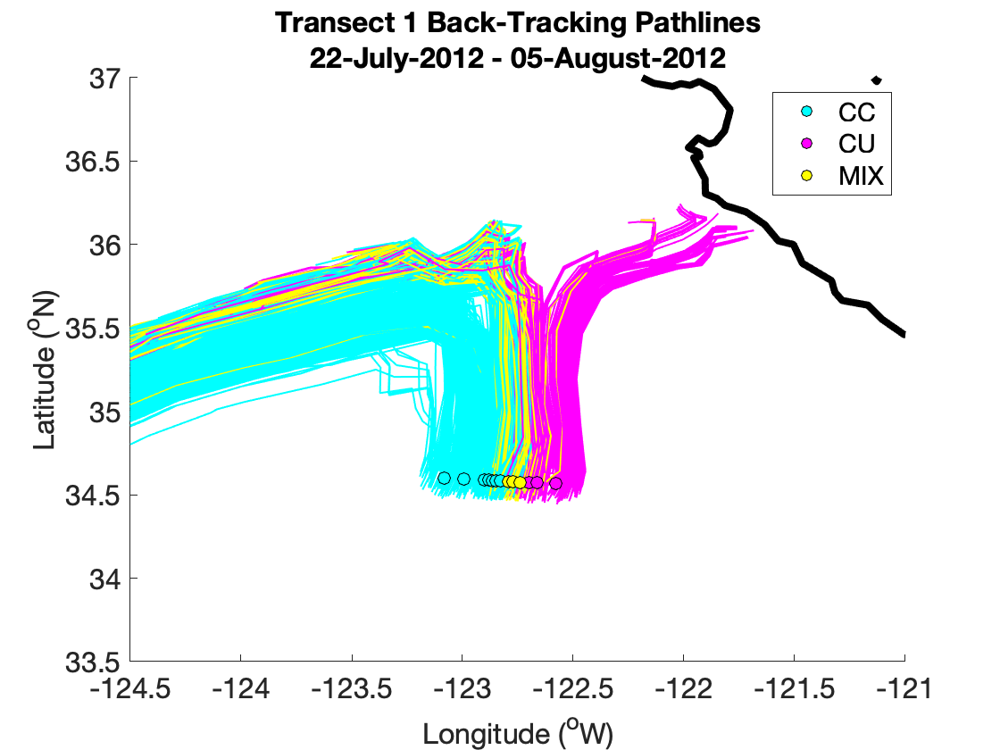 Transect 1 Back-Tracking Pathlines
22-July-2012 - 05-August-2012
37
36.5
36
35.5
35
34.5
34
33.5
Latitude (°N)
CC
CU
MIX
-124.5 -124 -123.5 -123 -122.5 -122 -121.5 -121
Longitude (°W)